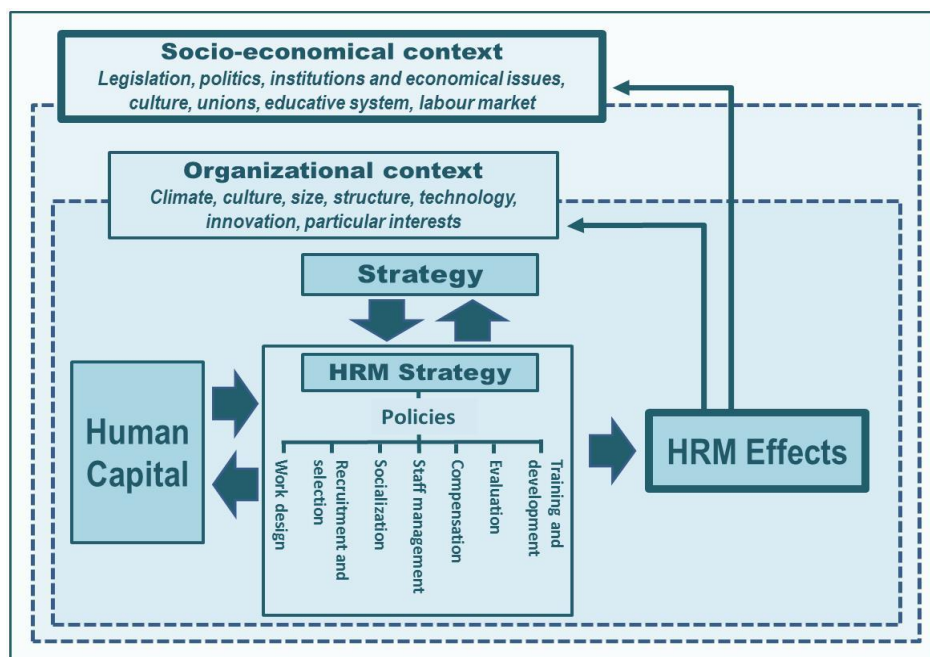 Socio-economical context
Legislation, politics, institutions and economical issues,
culture, unions, educative system, labour market
Organizational context
Climate, culture, size, structure, technology,
innovation, particular interests
Strategy
HRM Strategy
Policies
Human
Capital
Work design
Recruitment and
selection
Socialization
Staff management
Compensation
Evaluation
Training and
development
HRM Effects